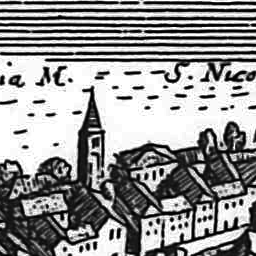 ia M. = — S. Nico